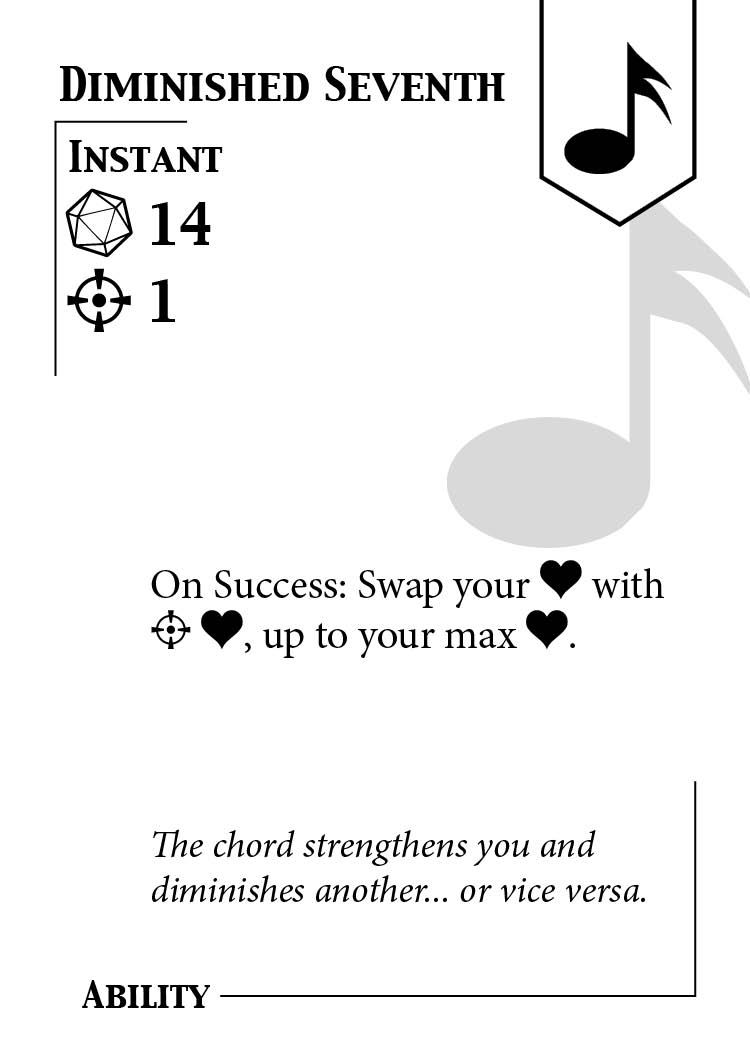 Diminished Seventh
Instant
14
1
On Success: Swap your ♥ with
⌖ ♥, up to your max ♥.
The chord strengthens you and
diminishes another... or vice versa.
Ability